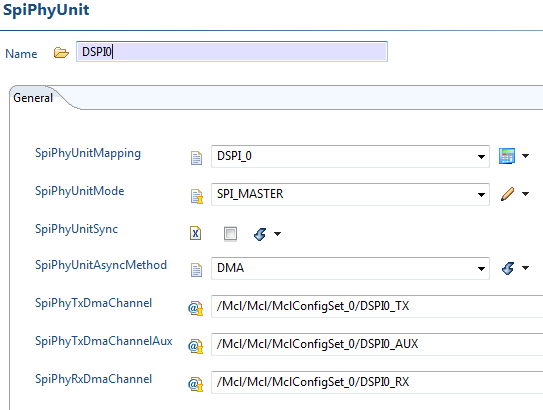 SpiPhyUnit
Name DSPI0
General
SpiPhyUnitMapping DSPI_0
SpiPhyUnitMode SPI_MASTER
SpiPhyUnitSync
SpiPhyUnitAsyncMethod DMA
SpiPhyTxDmaChannel /Mcl/Mcl/MclConfigSet_0/DSPI0_TX
SpiPhyTxDmaChannelAux /Mcl/Mcl/MclConfigSet_0/DSPI0_AUX
SpiPhyRxDmaChannel /Mcl/Mcl/MclConfigSet_0/DSPI0_RX